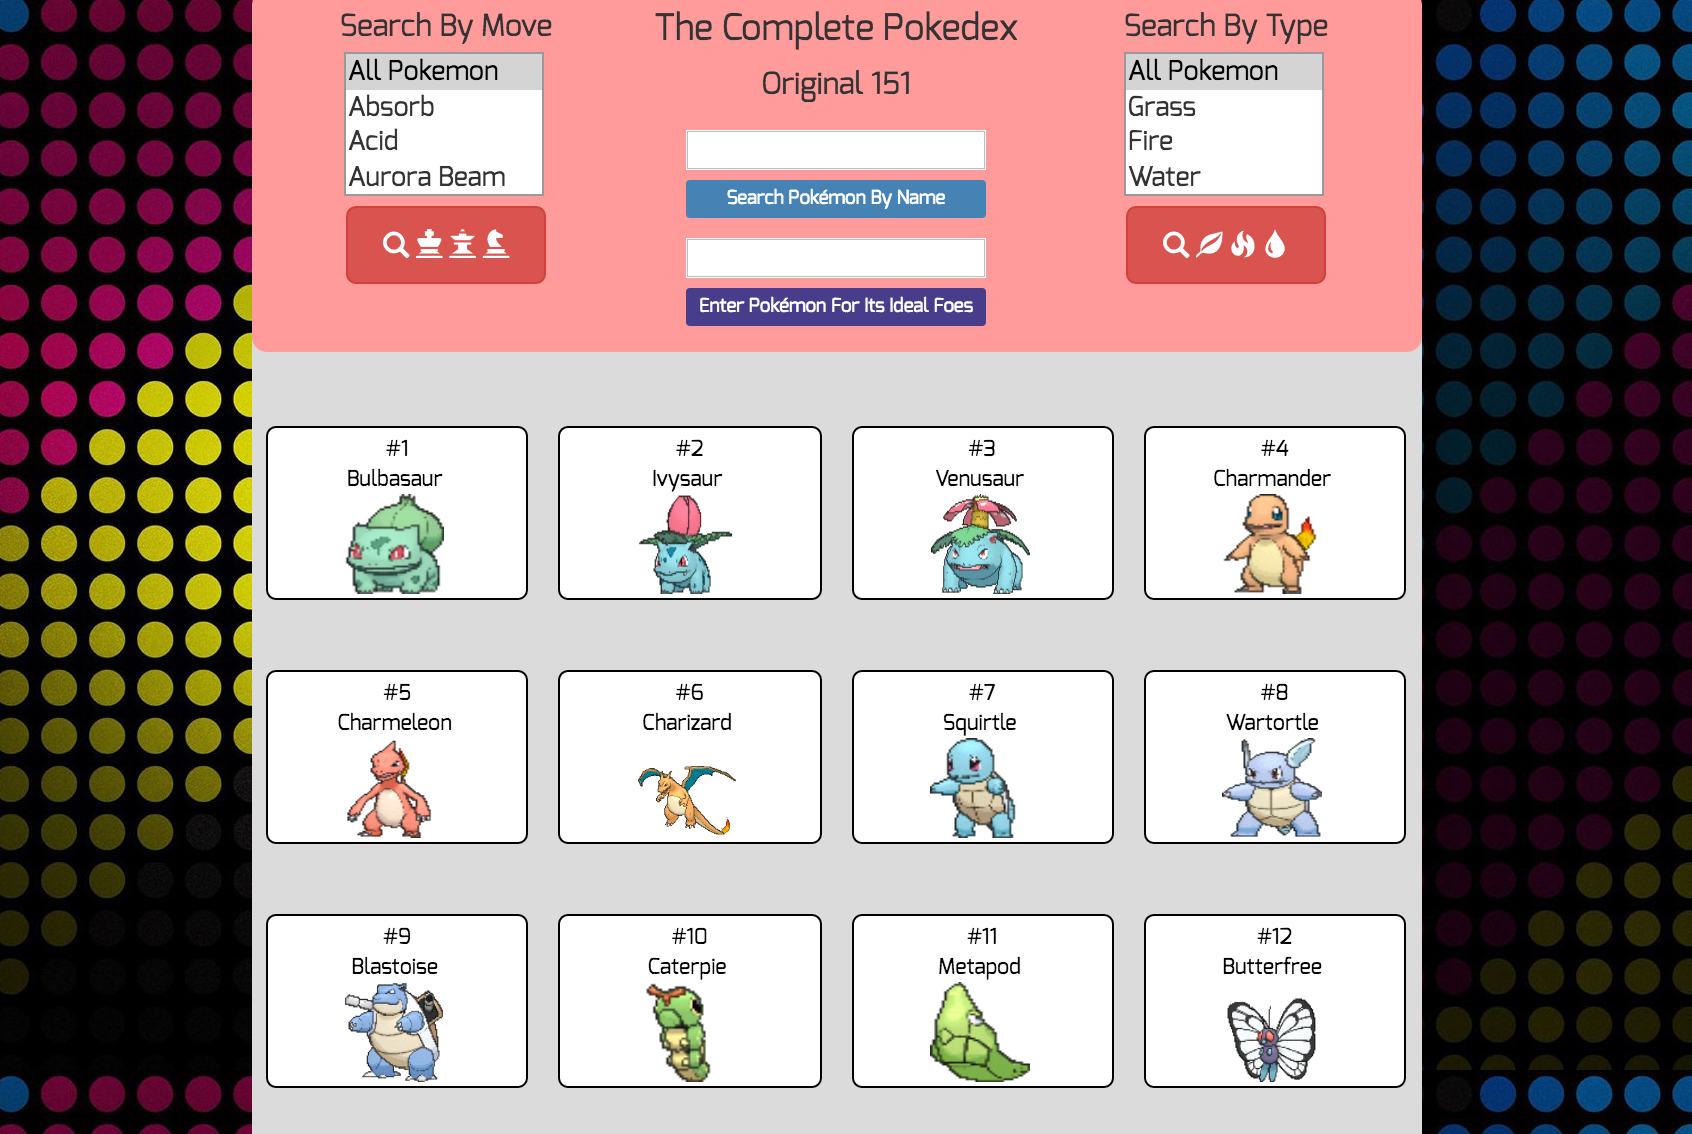 Search By Move
All Pokemon
Absorb
Acid
Aurora Beam
The Complete Pokedex
Original 151
Search Pokémon By Name
Enter Pokémon For Its Ideal Foes
Search By Type
All Pokemon
Grass
Fire
Water
#1
Bulbasaur
#2
Ivysaur
#3
Venusaur
#4
Charmander
#5
Charmeleon
#6
Charizard
#7
Squirtle
#8
Wartortle
#9
Blastoise
#10
Caterpie
#11
Metapod
#12
Butterfree